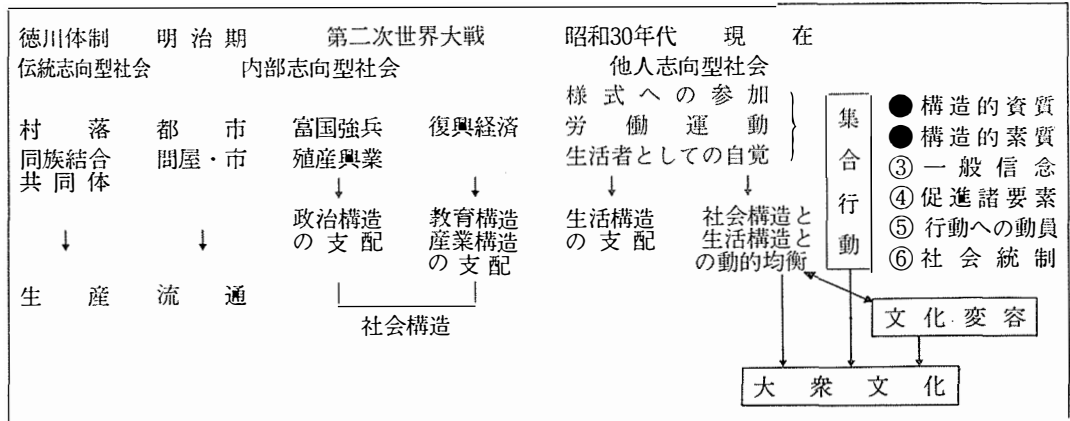 徳川体制 明治期 第二次世界大戦 昭和30年代 現在
伝統志向型社会 内部志向型社会 他人志向型社会
様式への参加
村落 都市 富国強兵 復興経済 労働運動
同族結合 問屋・市 殖産興業 生活者としての自覚
共同体
政治構造の支配
教育構造
産業構造
の支配
生活構造の支配
社会構造と
生活構造と
の動的均衡
生産 流通
社会構造
集合行動
●構造的資質
●構造的素質
③一般信念
④促進諸要素
⑤行動への動員
⑥社会統制
文化変容
大衆文化